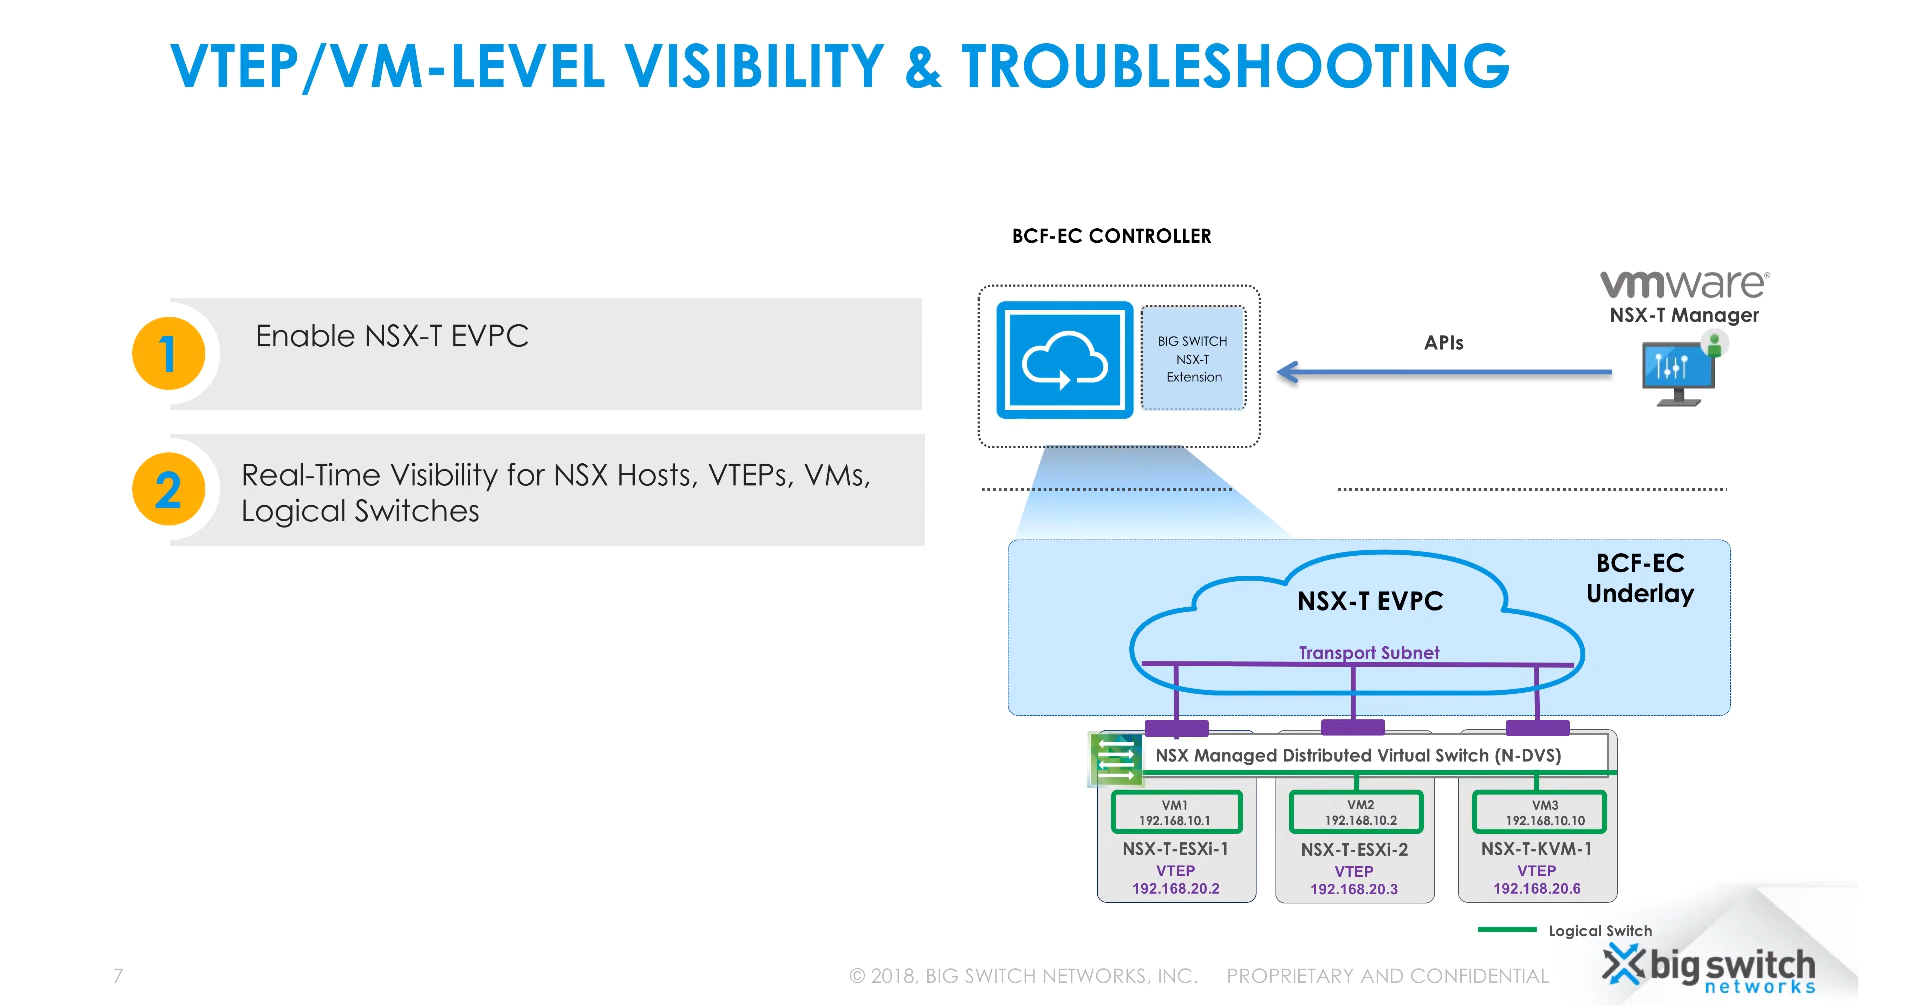 VTEP/VM-LEVEL VISIBILITY & TROUBLESHOOTING
1
Enable NSX-T EVPC
2
Real-Time Visibility for NSX Hosts, VTEPs, VMs,
Logical Switches
BCF-EC CONTROLLER
BIG SWITCH
NSX-T
Extension
APIs
vmware®
NSX-T Manager
BCF-EC
Underlay
NSX-T EVPC
Transport Subnet
NSX Managed Distributed Virtual Switch (N-DVS)
VM1
192.168.10.1
NSX-T-ESXi-1
VTEP
192.168.20.2
VM2
192.168.10.2
NSX-T-ESXi-2
VTEP
192.168.20.3
VM3
192.168.10.10
NSX-T-KVM-1
VTEP
192.168.20.6
Logical Switch
7
© 2018, BIG SWITCH NETWORKS, INC. PROPRIETARY AND CONFIDENTIAL
big switch
networks